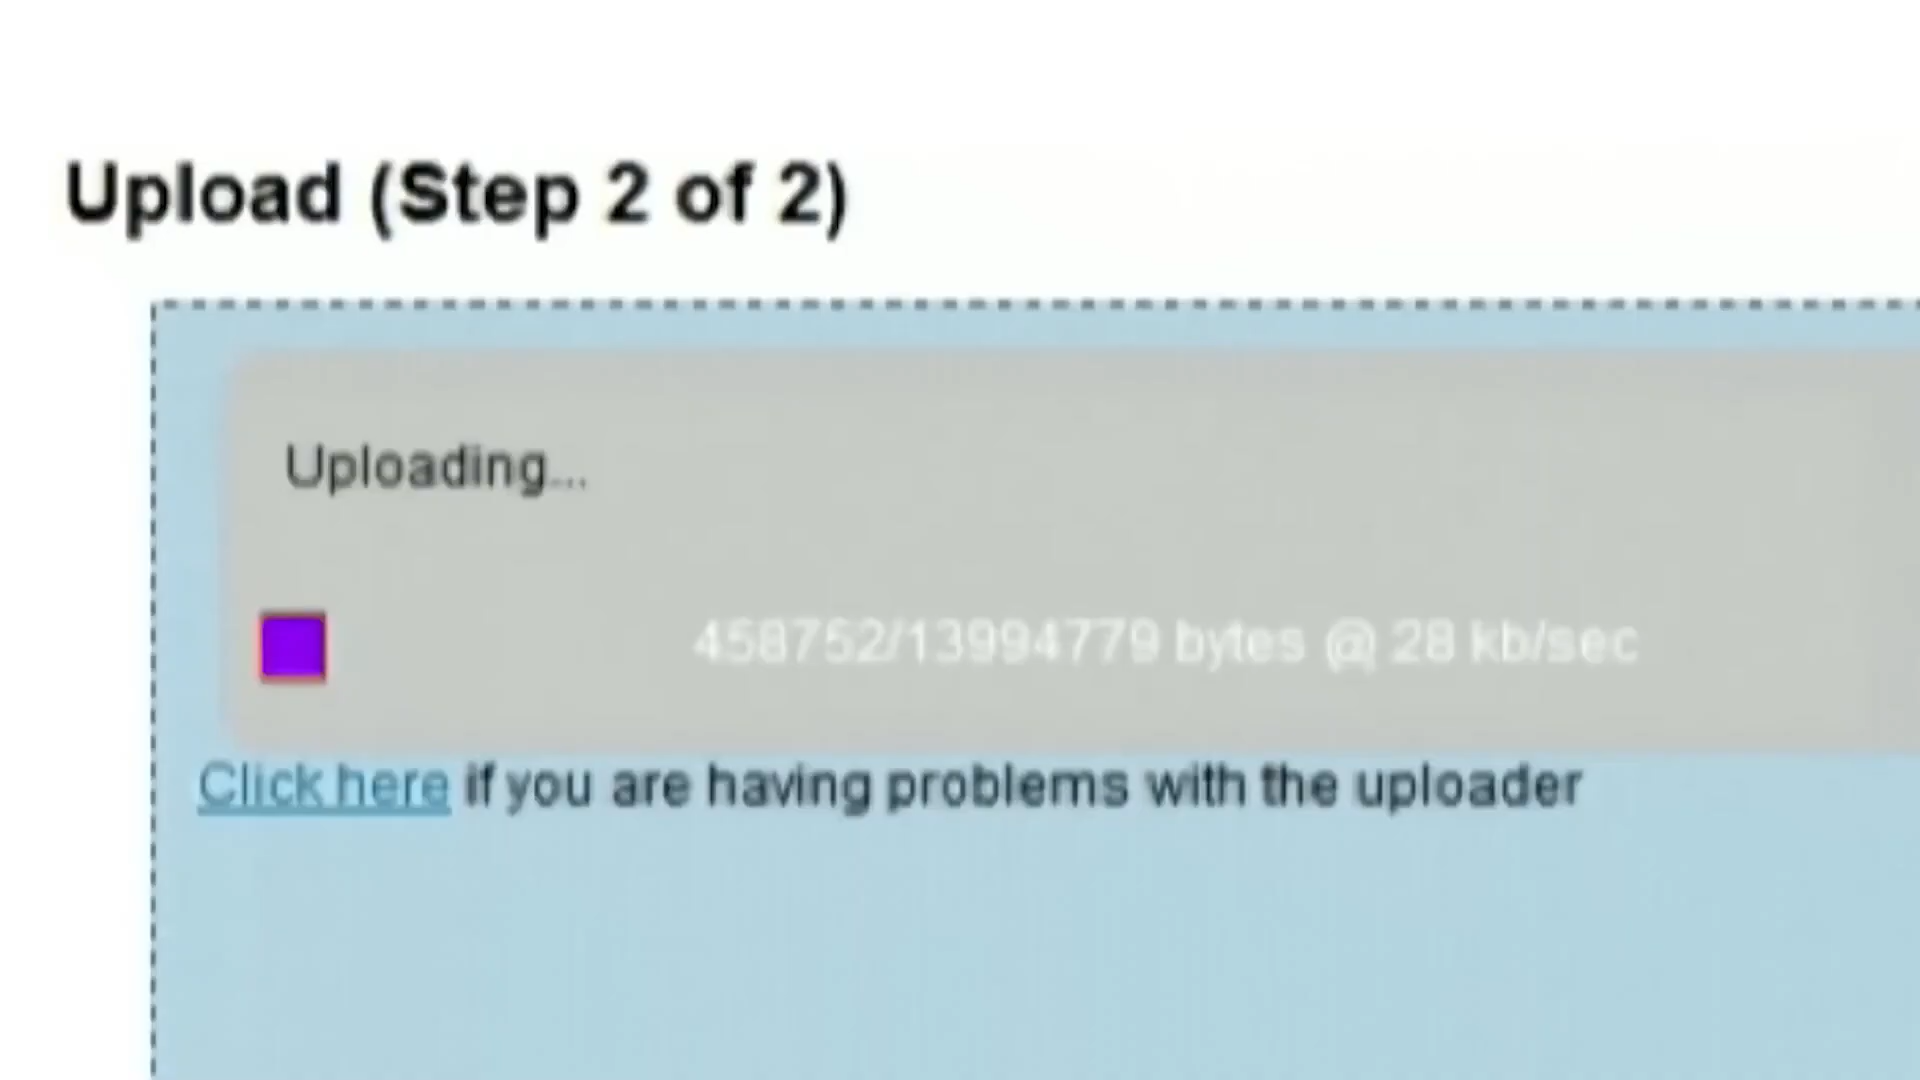 Upload (Step 2 of 2)
Uploading...
458752/13994779 bytes @ 28 kb/sec
Click here if you are having problems with the uploader